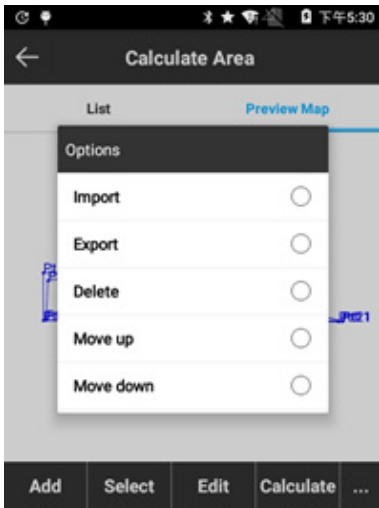 下午5:30
Calculate Area
List
Preview Map
Options
Import
Export
Delete
Move up
Move down
Add
Select
Edit
Calculate
...